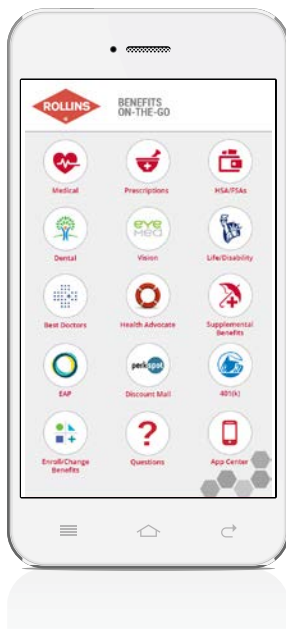 ROLLINS
BENEFITS
ON-THE-GO
Medical
Prescriptions
HSA/FSAs
eye
MED
Dental
Vision
Life/Disability
Best Doctors
Health Advocate
Supplemental
Benefits
perkspot
EAP
Discount Mall
401(k)
?
Enroll/Change
Benefits
Questions
App Center